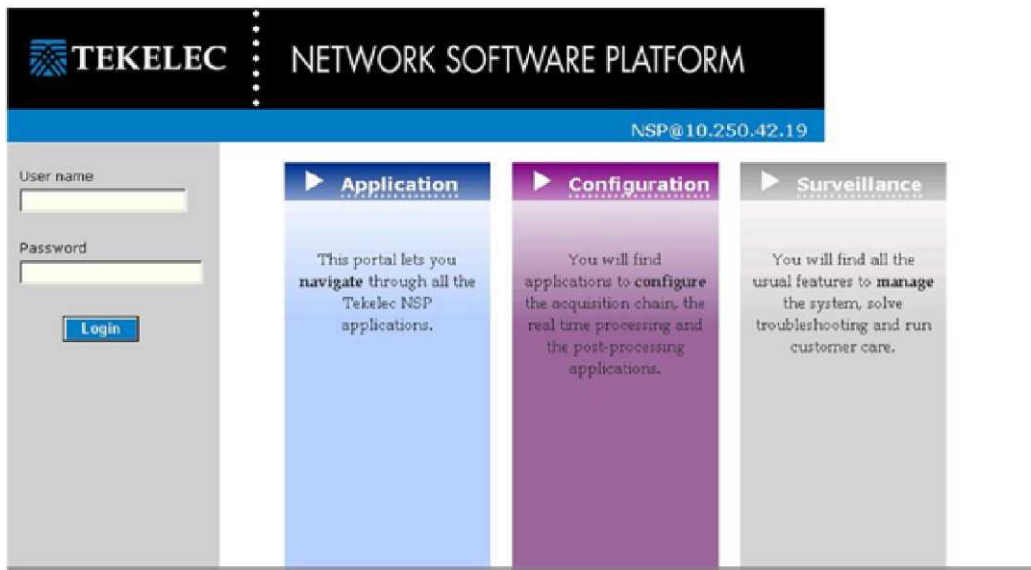 TEKELEC
NETWORK SOFTWARE PLATFORM
NSP@10.250.42.19
User name
Password
Login
Application
This portal lets you
navigate through all the
Tekelec NSP
applications.
Configuration
You will find
applications to configure
the acquisition chain, the
real time processing and
the post-processing
applications.
Surveillance
You will find all the
usual features to manage
the system, solve
troubleshooting and run
customer care.